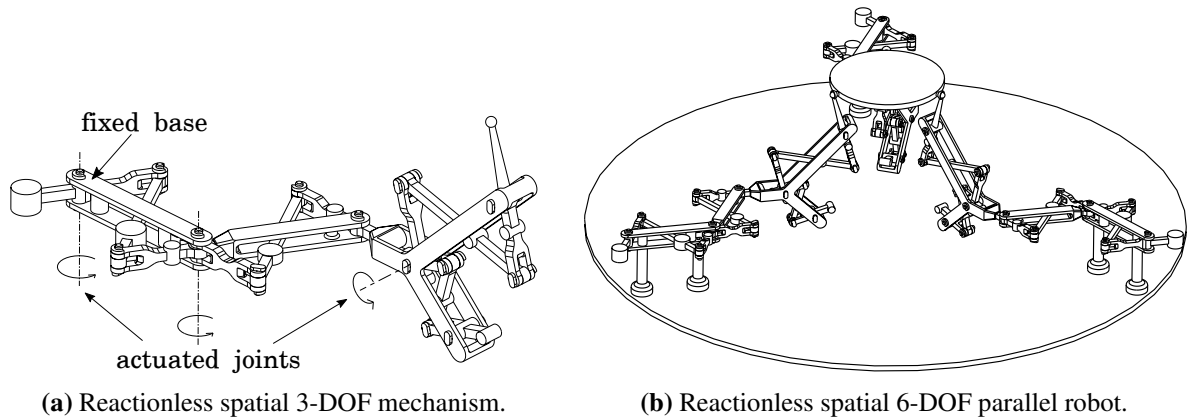 fixed base
actuated joints
(a) Reactionless spatial 3-DOF mechanism.
(b) Reactionless spatial 6-DOF parallel robot.